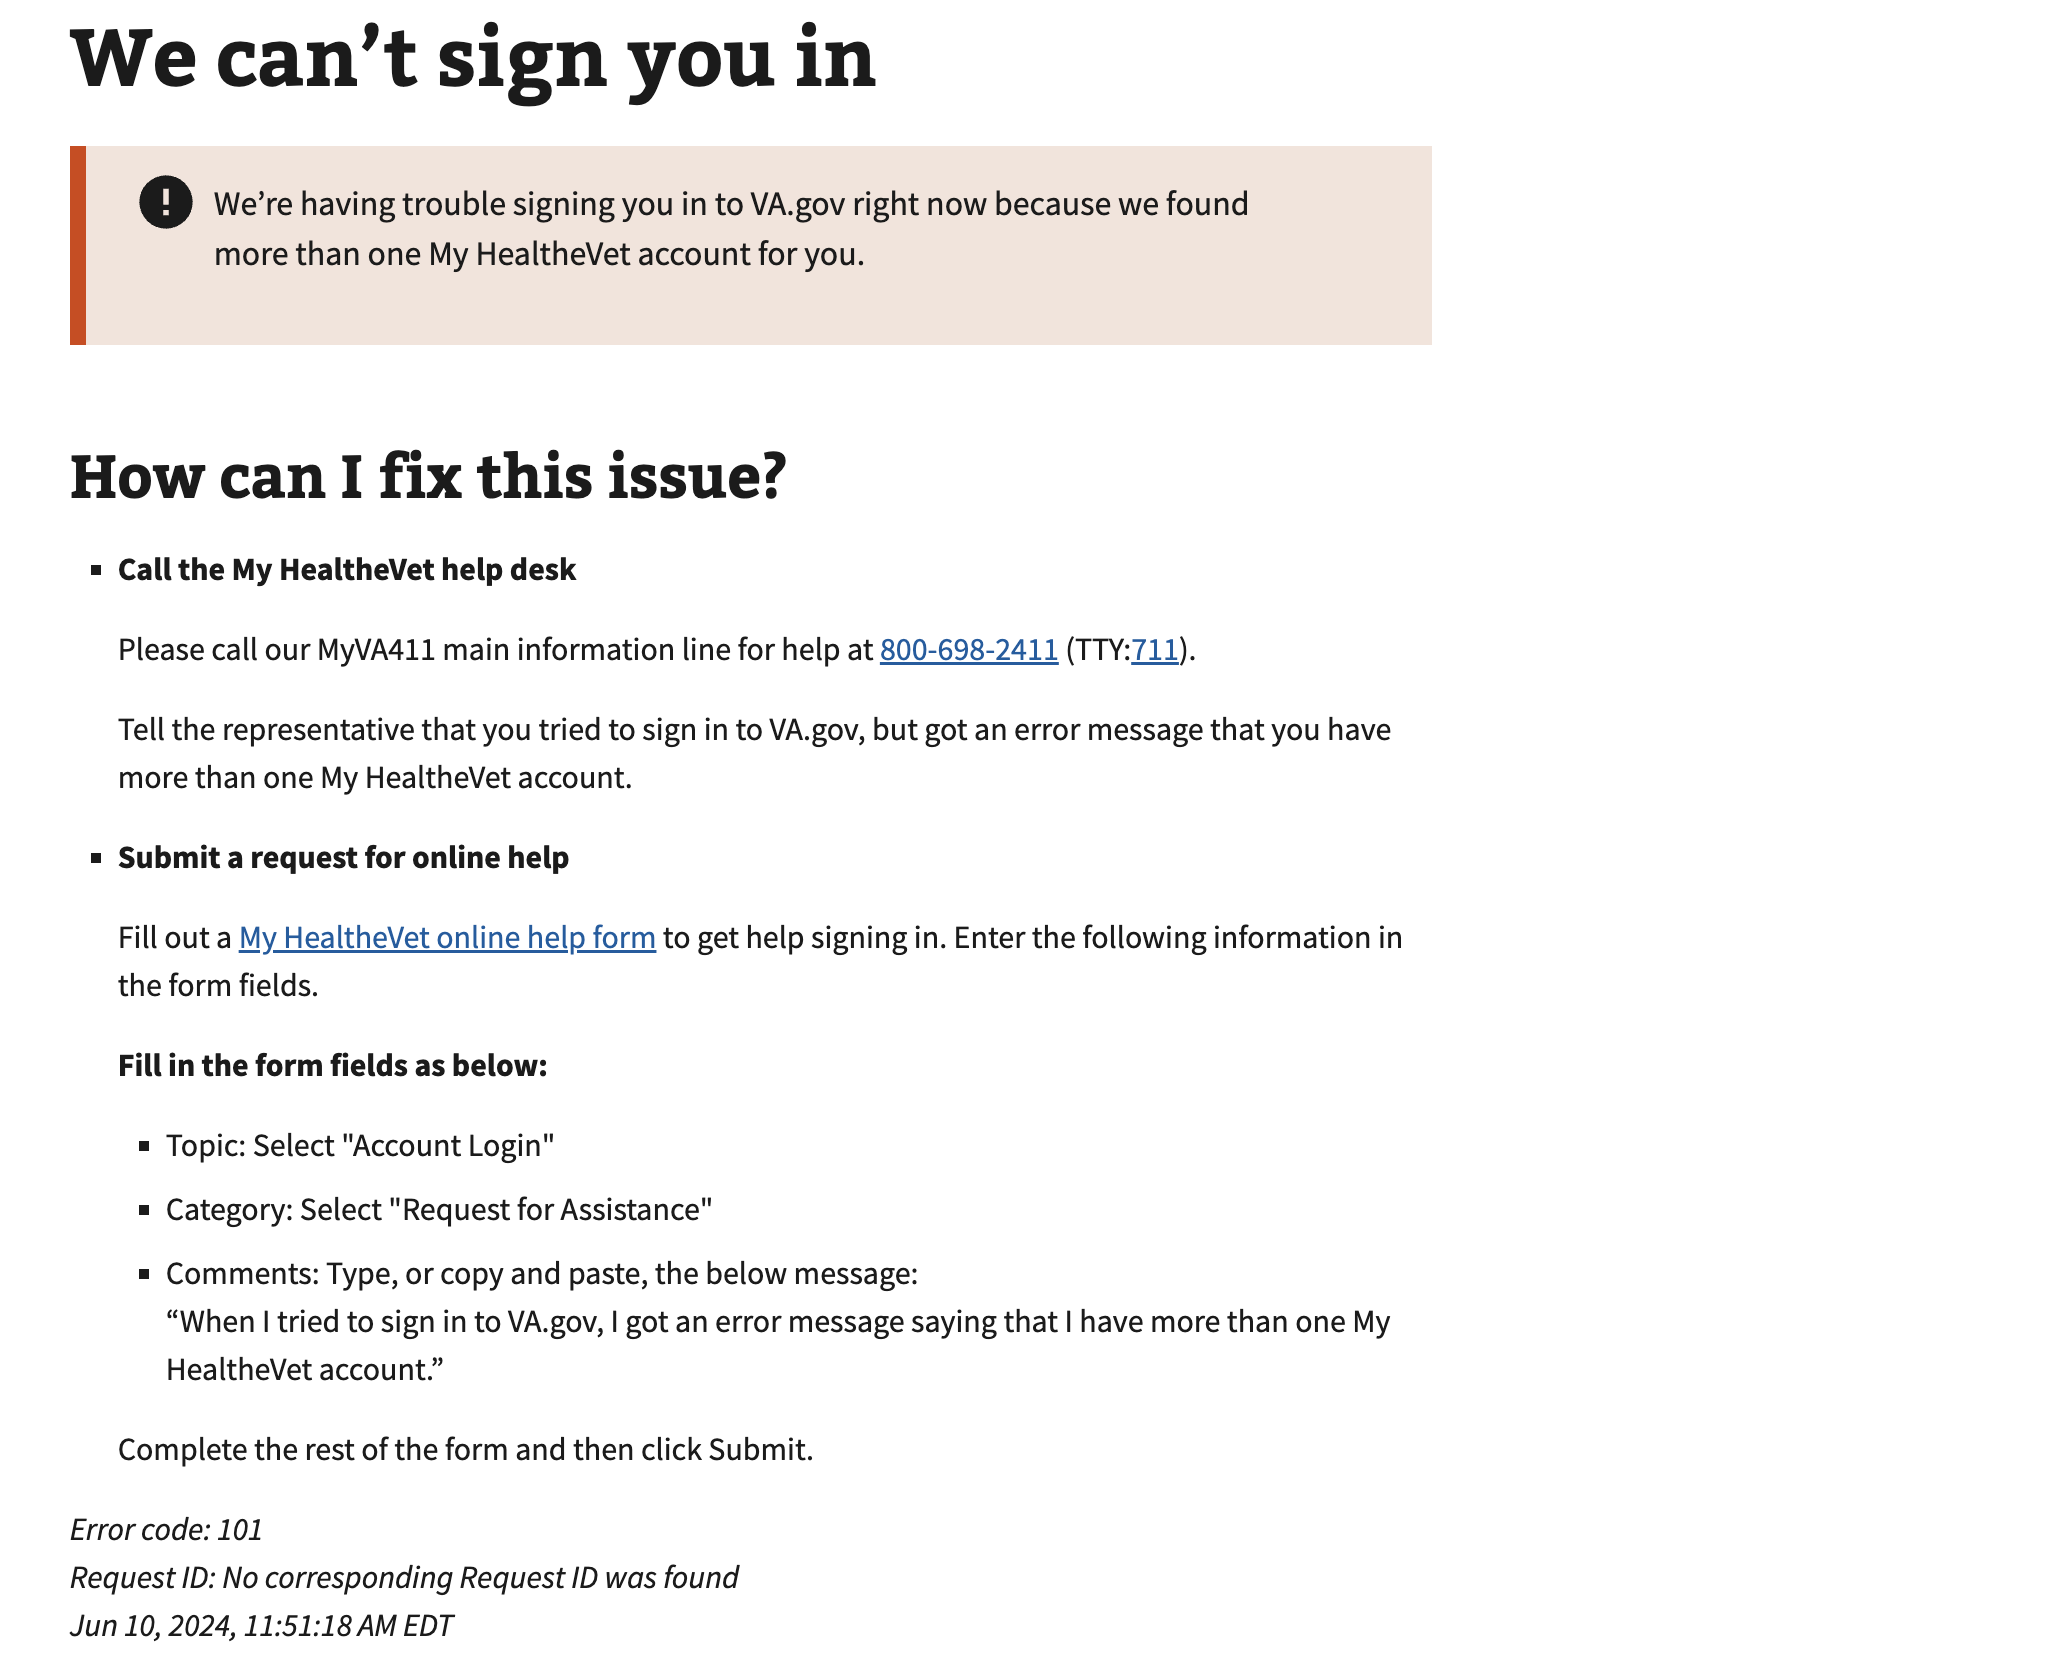 We can’t sign you in
We’re having trouble signing you in to VA.gov right now because we found
more than one My HealtheVet account for you.
How can I fix this issue?
Call the My HealtheVet help desk
Please call our MyVA411 main information line for help at 800-698-2411 (TTY:711).
Tell the representative that you tried to sign in to VA.gov, but got an error message that you have
more than one My HealtheVet account.
Submit a request for online help
Fill out a My HealtheVet online help form to get help signing in. Enter the following information in
the form fields.
Fill in the form fields as below:
Topic: Select "Account Login"
Category: Select "Request for Assistance"
Comments: Type, or copy and paste, the below message:
“When I tried to sign in to VA.gov, I got an error message saying that I have more than one My
HealtheVet account.”
Complete the rest of the form and then click Submit.
Error code: 101
Request ID: No corresponding Request ID was found
Jun 10, 2024, 11:51:18 AM EDT